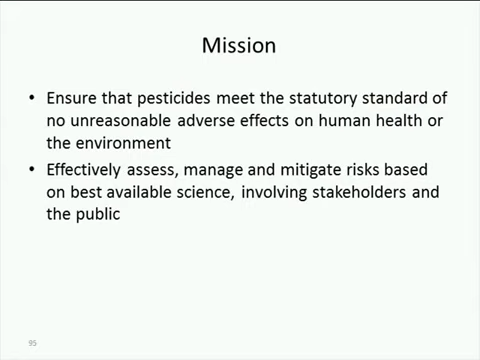 Mission
• Ensure that pesticides meet the statutory standard of
no unreasonable adverse effects on human health or
the environment
• Effectively assess, manage and mitigate risks based
on best available science, involving stakeholders and
the public
95